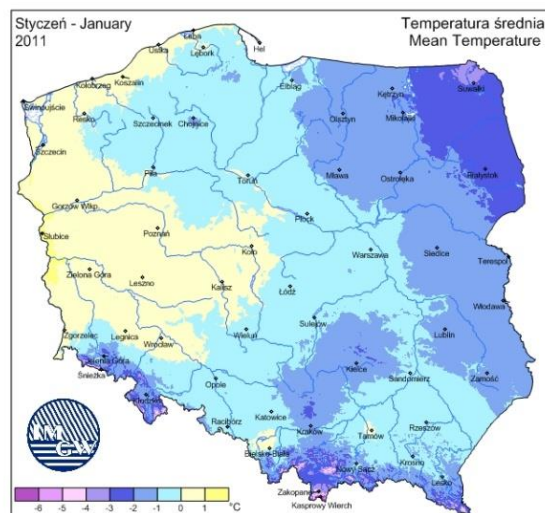 Styczeń - January
2011
Temperatura średnia
Mean Temperature
Łeba
Hel
Ustka
Lębork
Koszalin
Kołobrzeg
Elbląg
Kętrzyn
Suwałki
Świnoujście
Resko
Szczecinek
Chojnice
Olsztyn
Mikołajki
Szczecin
Piła
Toruń
Mława
Ostrołęka
Białystok
Gorzów Wlkp.
Płock
Słubice
Poznań
Koło
Warszawa
Siedlce
Terespol
Zielona Góra
Leszno
Kalisz
Łódź
Włodawa
Zgorzelec
Legnica
Wrocław
Wieluń
Sulejów
Lublin
Jelenia Góra
Śnieżka
Kielce
Sandomierz
Zamość
Kłodzko
Opole
Racibórz
Katowice
Kraków
Tarnów
Rzeszów
Bielsko-Biała
Nowy Sącz
Krosno
Lesko
Zakopane
Kasprowy Wierch
IMGW
-6 -5 -4 -3 -2 -1 0 1 °C